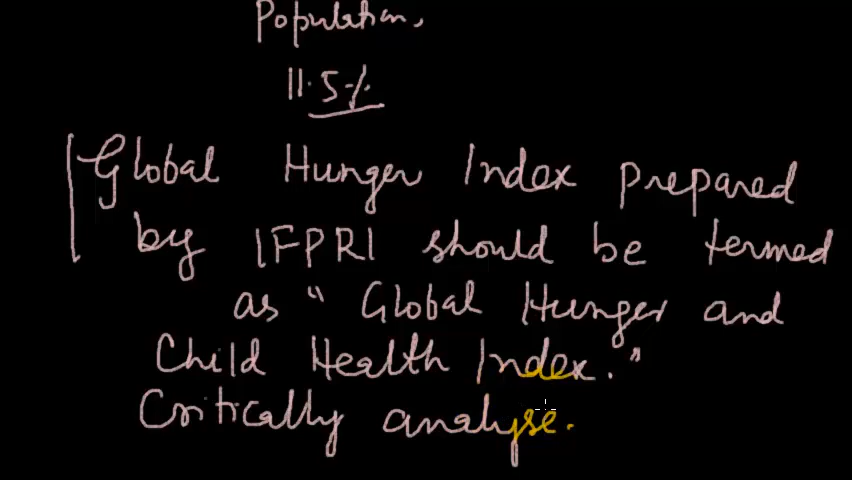 Population,
11.5%
Global Hunger Index prepared
by IFPRI should be termed
as "Global Hunger and
Child Health Index."
Critically analyse.